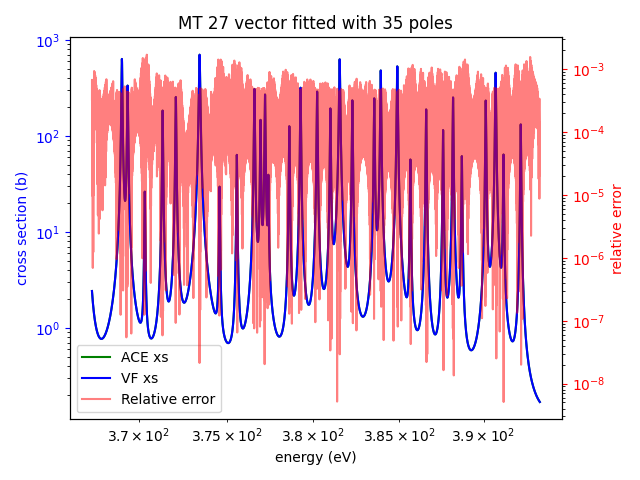 MT 27 vector fitted with 35 poles
10³
10²
10¹
10⁰
cross section (b)
10⁻³
10⁻⁴
10⁻⁵
10⁻⁶
10⁻⁷
10⁻⁸
relative error
ACE xs
VF xs
Relative error
3.7 × 10² 3.75 × 10² 3.8 × 10² 3.85 × 10² 3.9 × 10²
energy (eV)